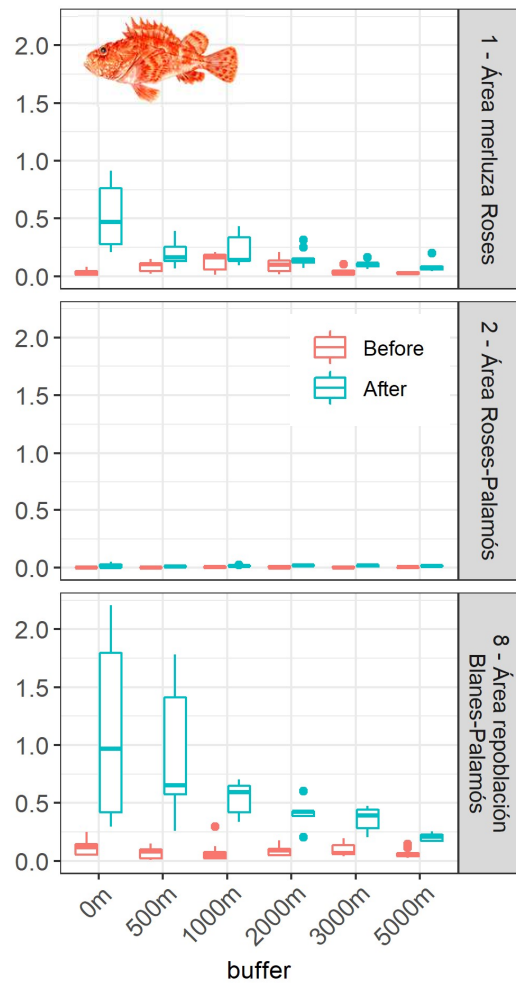 2.0
1.5
1.0
0.5
0.0
1 - Área merluza Roses
2.0
1.5
1.0
0.5
0.0
Before
After
2 - Área Roses-Palamós
2.0
1.5
1.0
0.5
0.0
8 - Área repoblación
Blanes-Palamós
0m
500m
1000m
2000m
3000m
5000m
buffer